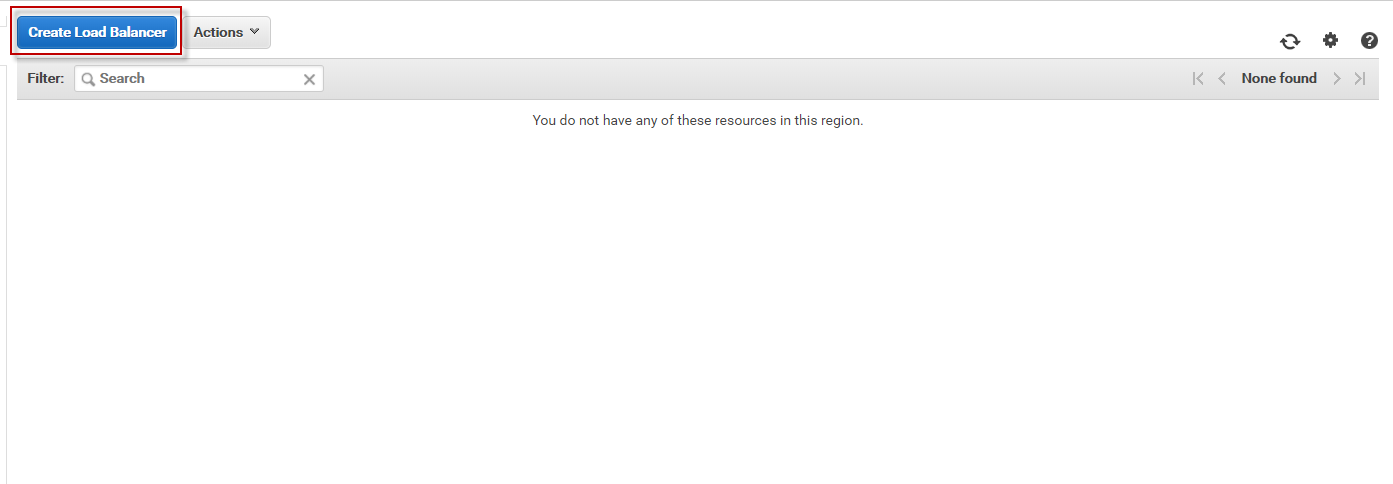 Create Load Balancer Actions
Filter: Search None found
You do not have any of these resources in this region.